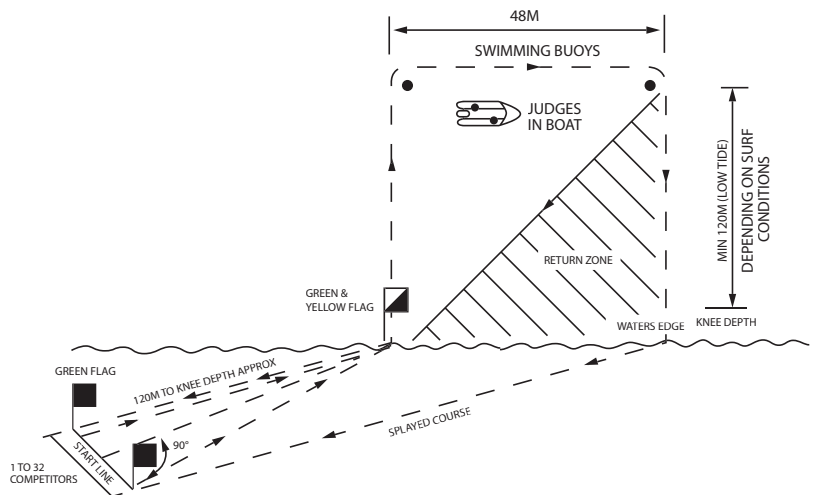 48M
SWIMMING BUOYS
JUDGES
IN BOAT
MIN 120M (LOW TIDE)
DEPENDING ON SURF
CONDITIONS
RETURN ZONE
GREEN &
YELLOW FLAG
WATERS EDGE
KNEE DEPTH
GREEN FLAG
120M TO KNEE DEPTH APPROX
SPLAYED COURSE
90°
START LINE
1 TO 32
COMPETITORS